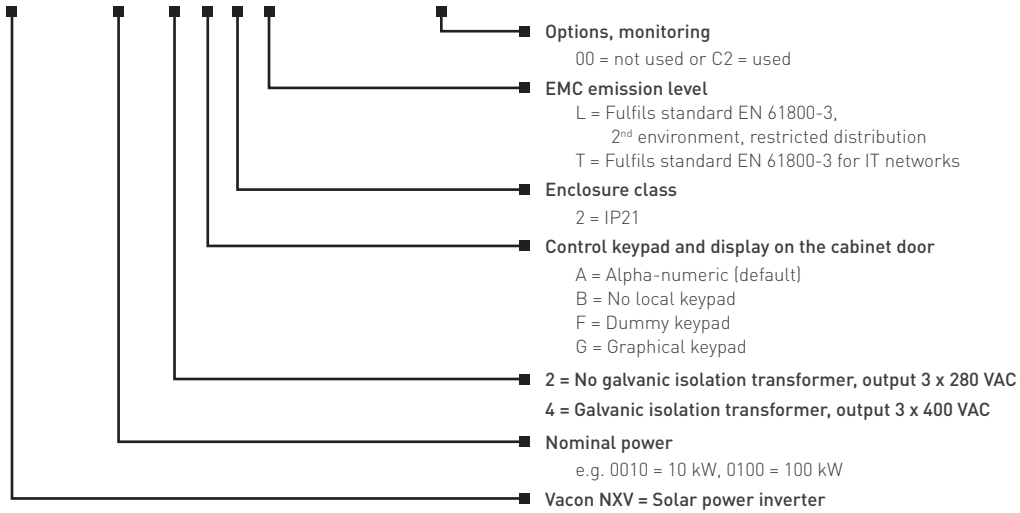 Options, monitoring
00 = not used or C2 = used
EMC emission level
L = Fulfils standard EN 61800-3,
2nd environment, restricted distribution
T = Fulfils standard EN 61800-3 for IT networks
Enclosure class
2 = IP21
Control keypad and display on the cabinet door
A = Alpha-numeric (default)
B = No local keypad
F = Dummy keypad
G = Graphical keypad
2 = No galvanic isolation transformer, output 3 x 280 VAC
4 = Galvanic isolation transformer, output 3 x 400 VAC
Nominal power
e.g. 0010 = 10 kW, 0100 = 100 kW
Vacon NXV = Solar power inverter